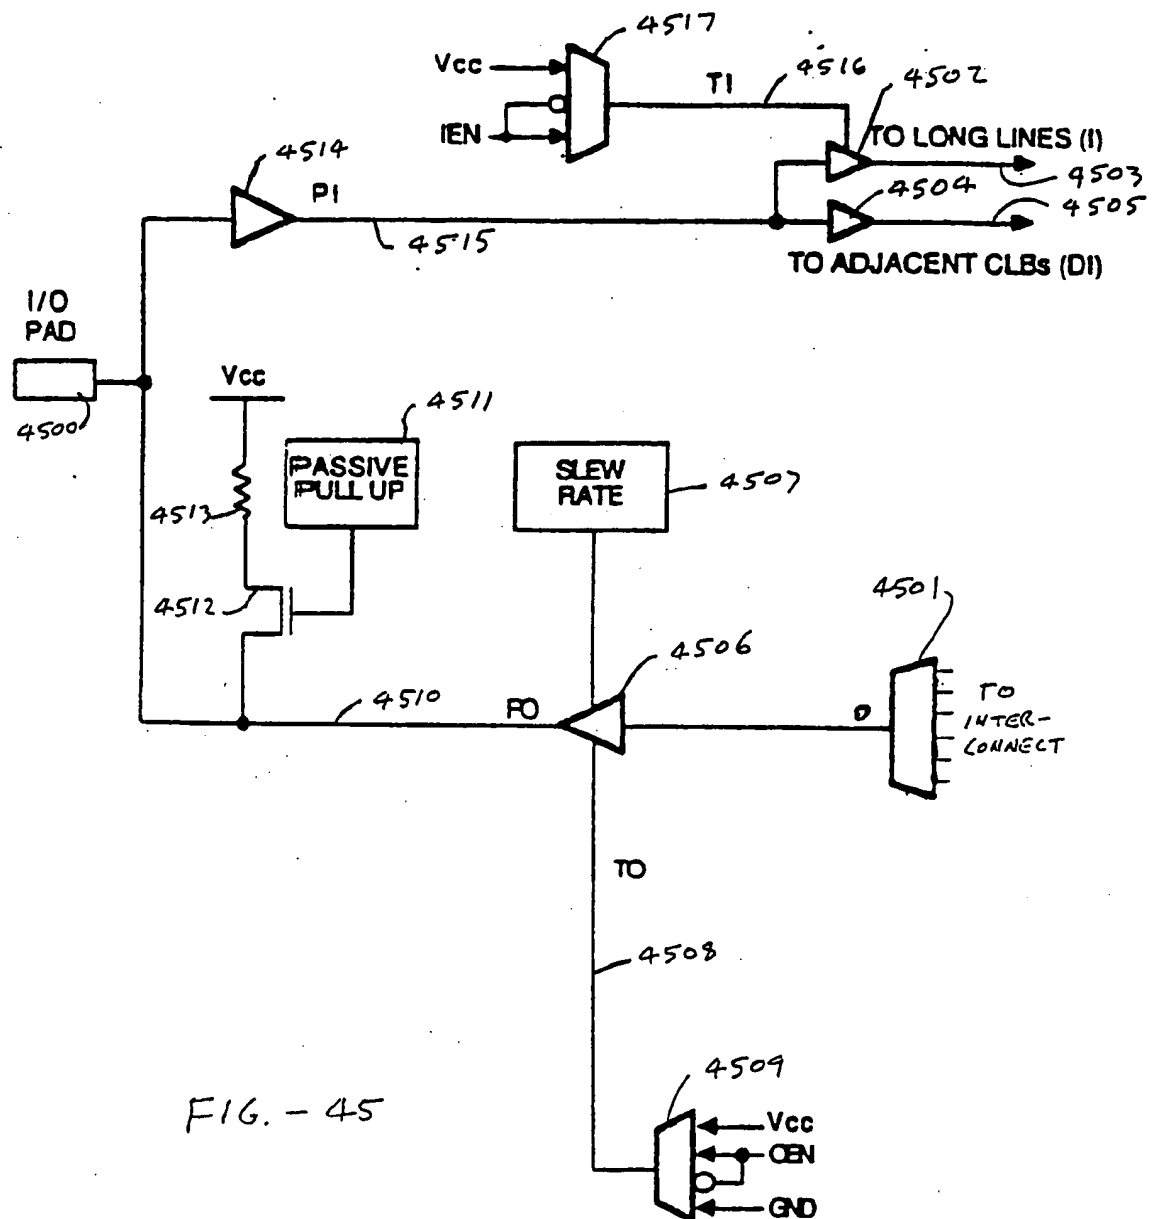 4517
Vcc
TI
4516
4502
IEN
TO LONG LINES (I)
4514
PI
4504
4503
4515
4505
TO ADJACENT CLBs (DI)
I/O
PAD
Vcc
4511
4500
PASSIVE
PULL UP
SLEW
RATE
4507
4513
4512
4501
4506
4510
PO
O
TO
INTER-
CONNECT
TO
4508
4509
FIG. - 45
Vcc
OEN
GND